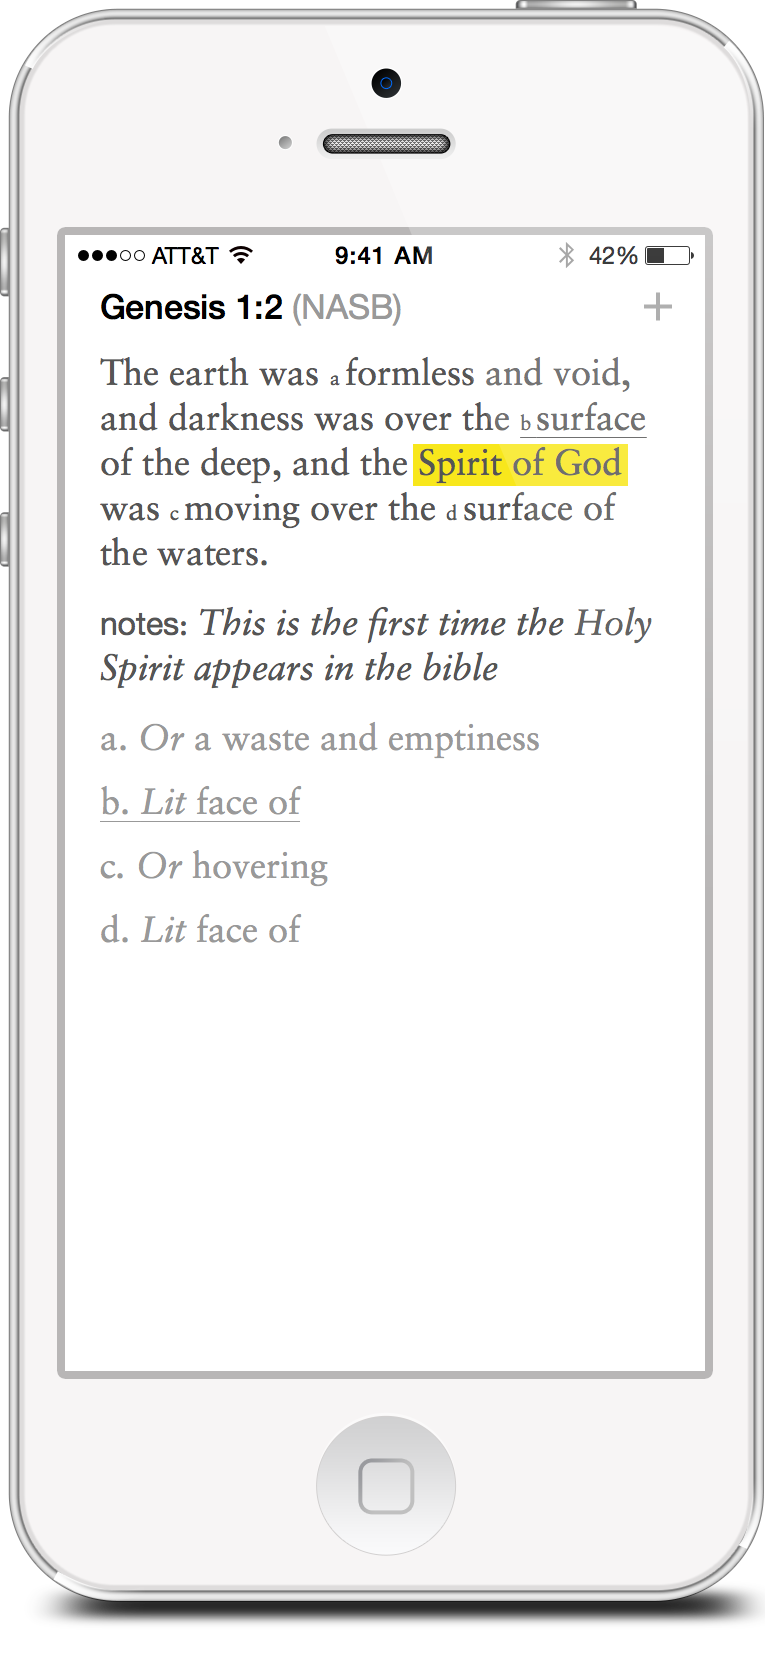 ATT&T 9:41 AM 42%
Genesis 1:2 (NASB) +
The earth was a formless and void,
and darkness was over the b surface
of the deep, and the Spirit of God
was c moving over the d surface of
the waters.
notes: This is the first time the Holy
Spirit appears in the bible
a. Or a waste and emptiness
b. Lit face of
c. Or hovering
d. Lit face of